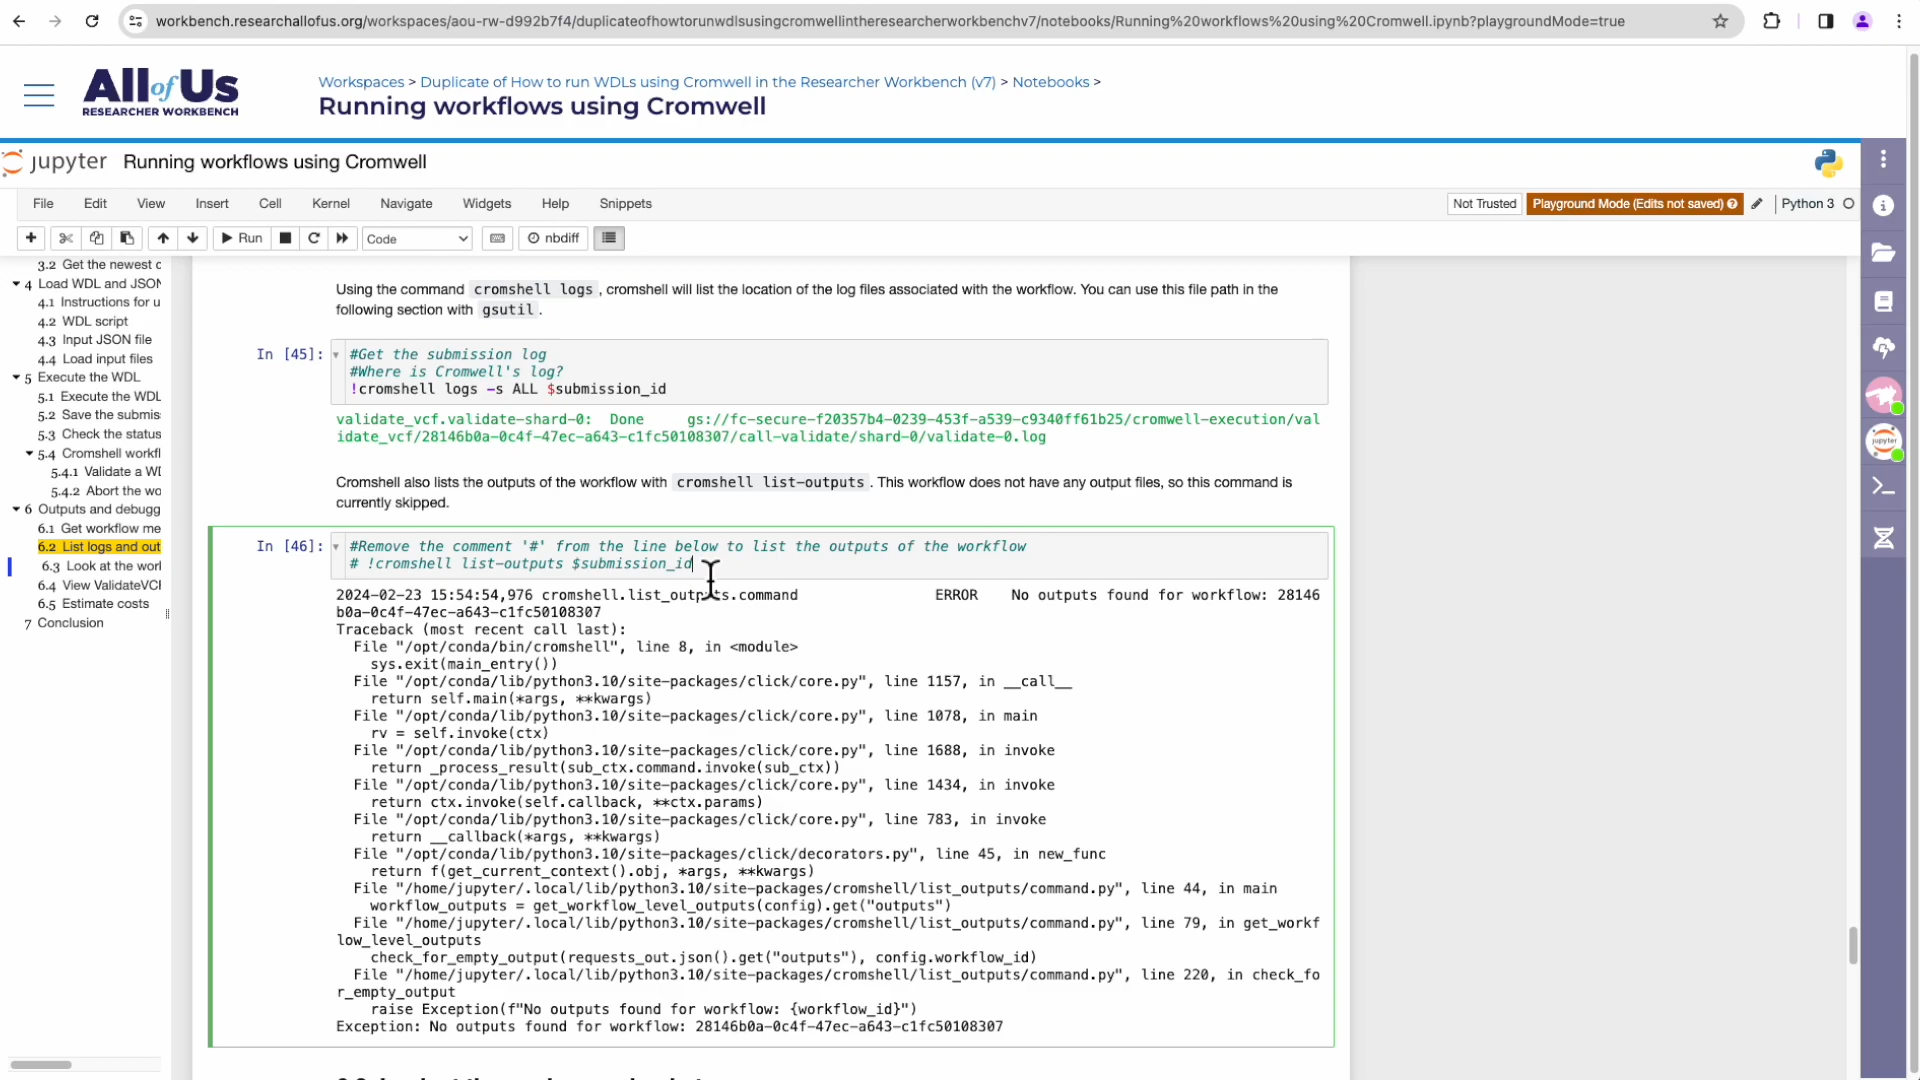 workbench.researchallofus.org/workspaces/aou-rw-d992b7f4/duplicateofhowtorunwdlsusingcromwellintheresearcherworkbenchv7/notebooks/Running%20workflows%20using%20Cromwell.ipynb?playgroundMode=true
All of Us
RESEARCHER WORKBENCH
Workspaces > Duplicate of How to run WDLs using Cromwell in the Researcher Workbench (v7) > Notebooks >
Running workflows using Cromwell
jupyter Running workflows using Cromwell
File Edit View Insert Cell Kernel Navigate Widgets Help Snippets Not Trusted Playground Mode (Edits not saved) Python 3
Run Code nbdiff
3.2 Get the newest c
4 Load WDL and JSON
4.1 Instructions for u
4.2 WDL script
4.3 Input JSON file
4.4 Load input files
5 Execute the WDL
5.1 Execute the WDL
5.2 Save the submis
5.3 Check the status
5.4 Cromshell workfl
5.4.1 Validate a WD
5.4.2 Abort the wo
6 Outputs and debugg
6.1 Get workflow me
6.2 List logs and out
6.3 Look at the worl
6.4 View ValidateVCF
6.5 Estimate costs
7 Conclusion
Using the command cromshell logs , cromshell will list the location of the log files associated with the workflow. You can use this file path in the
following section with gsutil .
In [45]: #Get the submission log
#Where is Cromwell's log?
!cromshell logs -s ALL $submission_id
validate_vcf.validate-shard-0: Done gs://fc-secure-f20357b4-0239-453f-a539-c9340ff61b25/cromwell-execution/val
idate_vcf/28146b0a-0c4f-47ec-a643-c1fc50108307/call-validate/shard-0/validate-0.log
Cromshell also lists the outputs of the workflow with cromshell list-outputs . This workflow does not have any output files, so this command is
currently skipped.
In [46]: #Remove the comment '#' from the line below to list the outputs of the workflow
# !cromshell list-outputs $submission_id
2024-02-23 15:54:54,976 cromshell.list_outputs.command ERROR No outputs found for workflow: 28146
b0a-0c4f-47ec-a643-c1fc50108307
Traceback (most recent call last):
File "/opt/conda/bin/cromshell", line 8, in <module>
sys.exit(main_entry())
File "/opt/conda/lib/python3.10/site-packages/click/core.py", line 1157, in __call__
return self.main(*args, **kwargs)
File "/opt/conda/lib/python3.10/site-packages/click/core.py", line 1078, in main
rv = self.invoke(ctx)
File "/opt/conda/lib/python3.10/site-packages/click/core.py", line 1688, in invoke
return _process_result(sub_ctx.command.invoke(sub_ctx))
File "/opt/conda/lib/python3.10/site-packages/click/core.py", line 1434, in invoke
return ctx.invoke(self.callback, **ctx.params)
File "/opt/conda/lib/python3.10/site-packages/click/core.py", line 783, in invoke
return __callback(*args, **kwargs)
File "/opt/conda/lib/python3.10/site-packages/click/decorators.py", line 45, in new_func
return f(get_current_context().obj, *args, **kwargs)
File "/home/jupyter/.local/lib/python3.10/site-packages/cromshell/list_outputs/command.py", line 44, in main
workflow_outputs = get_workflow_level_outputs(config).get("outputs")
File "/home/jupyter/.local/lib/python3.10/site-packages/cromshell/list_outputs/command.py", line 79, in get_workf
low_level_outputs
check_for_empty_output(requests_out.json().get("outputs"), config.workflow_id)
File "/home/jupyter/.local/lib/python3.10/site-packages/cromshell/list_outputs/command.py", line 220, in check_fo
r_empty_output
raise Exception(f"No outputs found for workflow: {workflow_id}")
Exception: No outputs found for workflow: 28146b0a-0c4f-47ec-a643-c1fc50108307